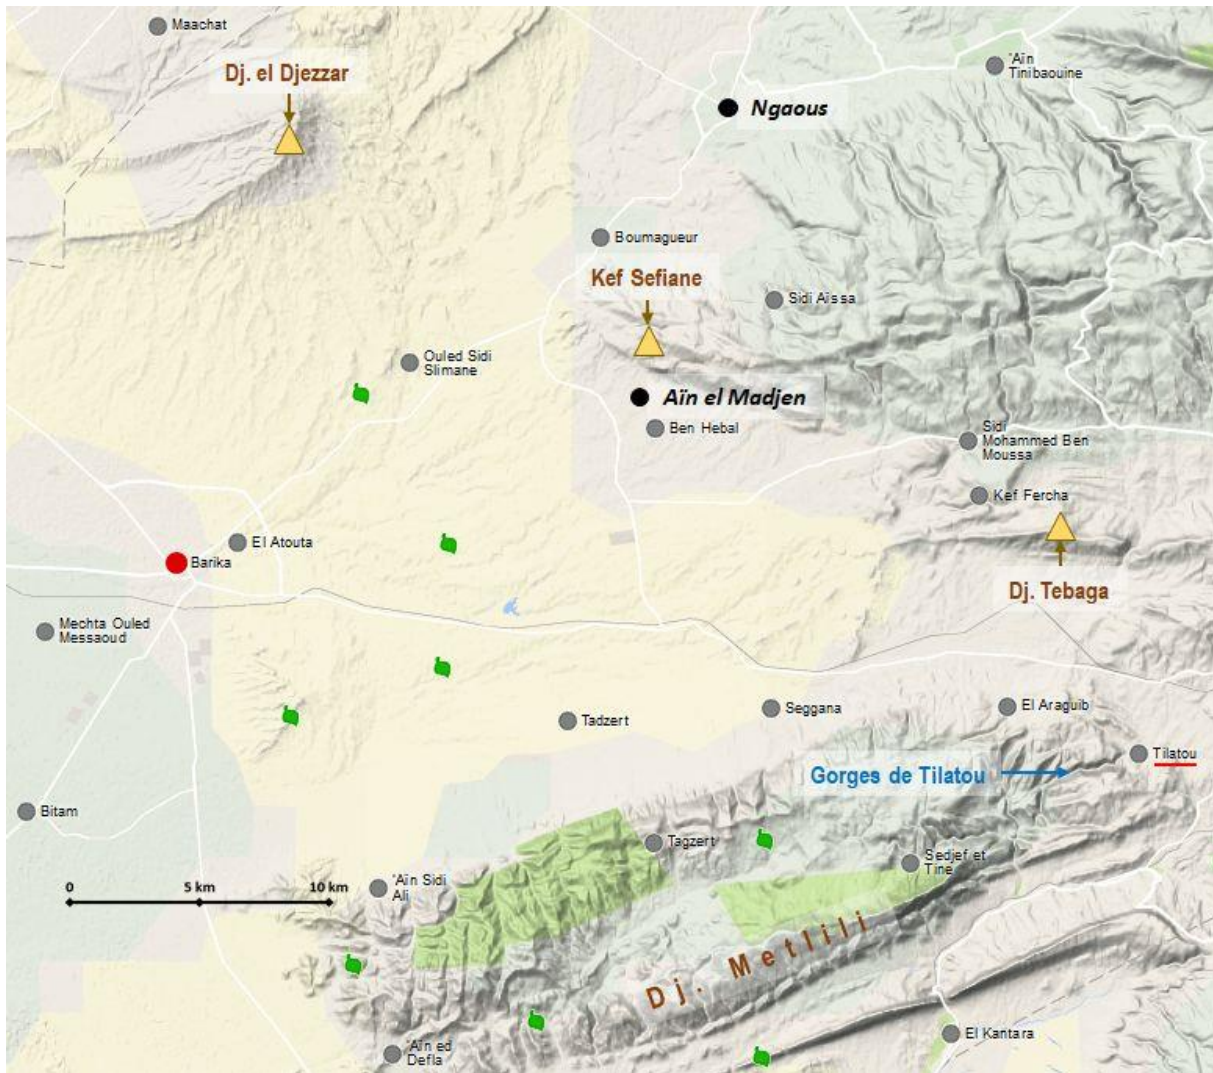 Maachat
Dj. el Djezzar
'Aïn
Tinibaouine
Ngaous
Boumagueur
Kef Sefiane
Sidi Aïssa
Ouled Sidi
Slimane
Aïn el Madjen
Ben Hebal
Sidi
Mohammed Ben
Moussa
Kef Fercha
El Atouta
Barika
Dj. Tebaga
Mechta Ouled
Messaoud
Tadzert
Seggana
El Araguib
Tilatou
Gorges de Tilatou
Bitam
Tagzert
Sedjef et
Tine
0 5 km 10 km
'Aïn Sidi
Ali
Dj. Metlili
El Kantara
'Aïn ed
Defla